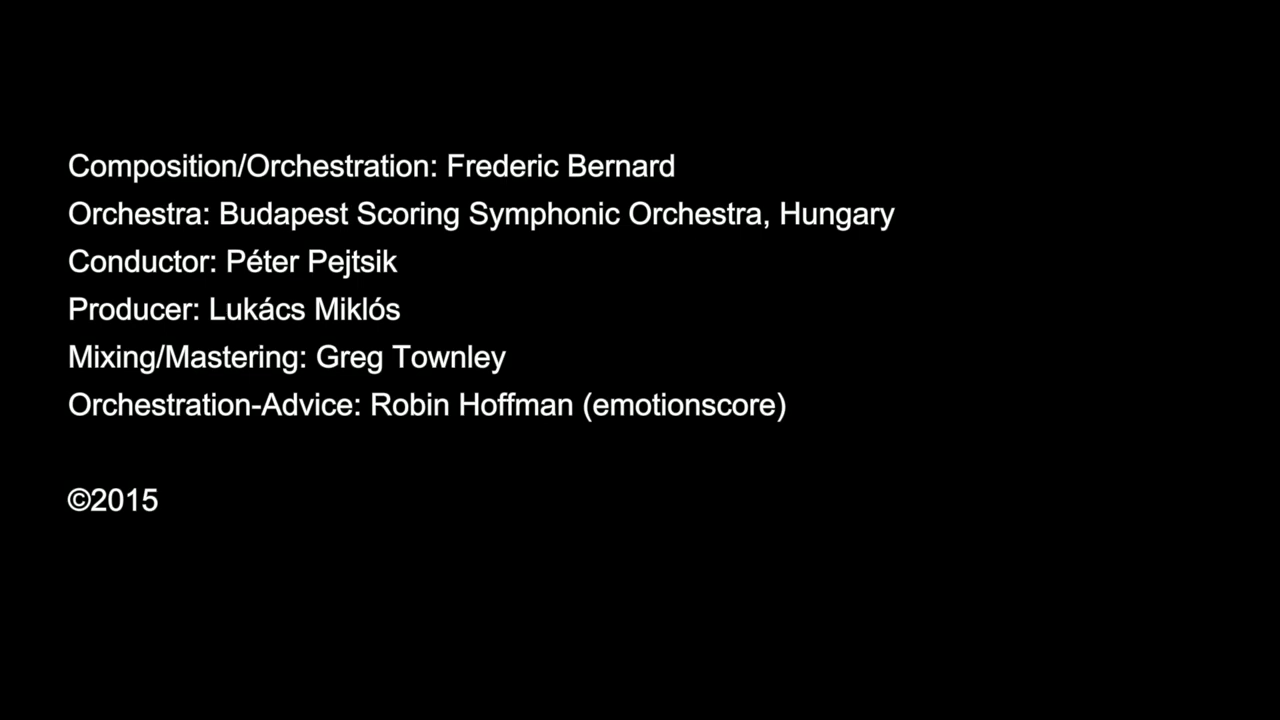 Composition/Orchestration: Frederic Bernard
Orchestra: Budapest Scoring Symphonic Orchestra, Hungary
Conductor: Péter Pejtsik
Producer: Lukács Miklós
Mixing/Mastering: Greg Townley
Orchestration-Advice: Robin Hoffman (emotionscore)
©2015